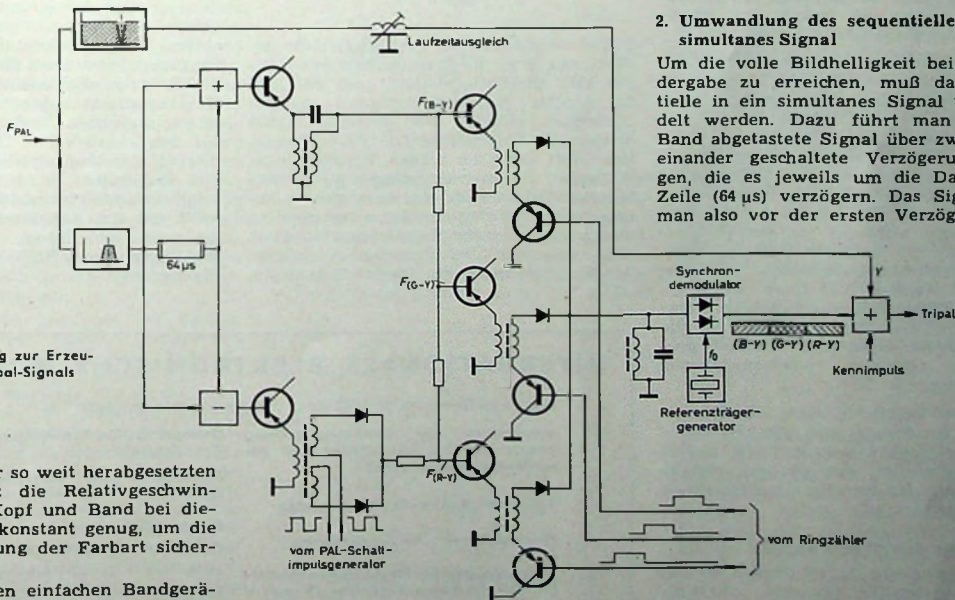 2. Umwandlung des sequentielle
simultanes Signal
Um die volle Bildhelligkeit bei
dergabe zu erreichen, muß da
tielle in ein simultanes Signal
delt werden. Dazu führt man
Band abgetastete Signal über zw
einander geschaltete Verzögeru
gen, die es jeweils um die Da
Zeile (64 µs) verzögern. Das Sig
man also vor der ersten Verzög
Laufzeitausgleich
F(B-Y)
FPAL
+
64µs
F(G-Y)
Synchron-
demodulator
Y
+
Tripal
(B-Y) (G-Y) (R-Y)
f0
Kennimpuls
Referenzträger-
generator
g zur Erzeu-
pal-Signals
−
F(R-Y)
vom PAL-Schalt-
impulsgenerator
vom Ringzähler
r so weit herabgesetzten
die Relativgeschwin-
Kopf und Band bei die-
konstant genug, um die
ung der Farbart sicher-
en einfachen Bandgerä-